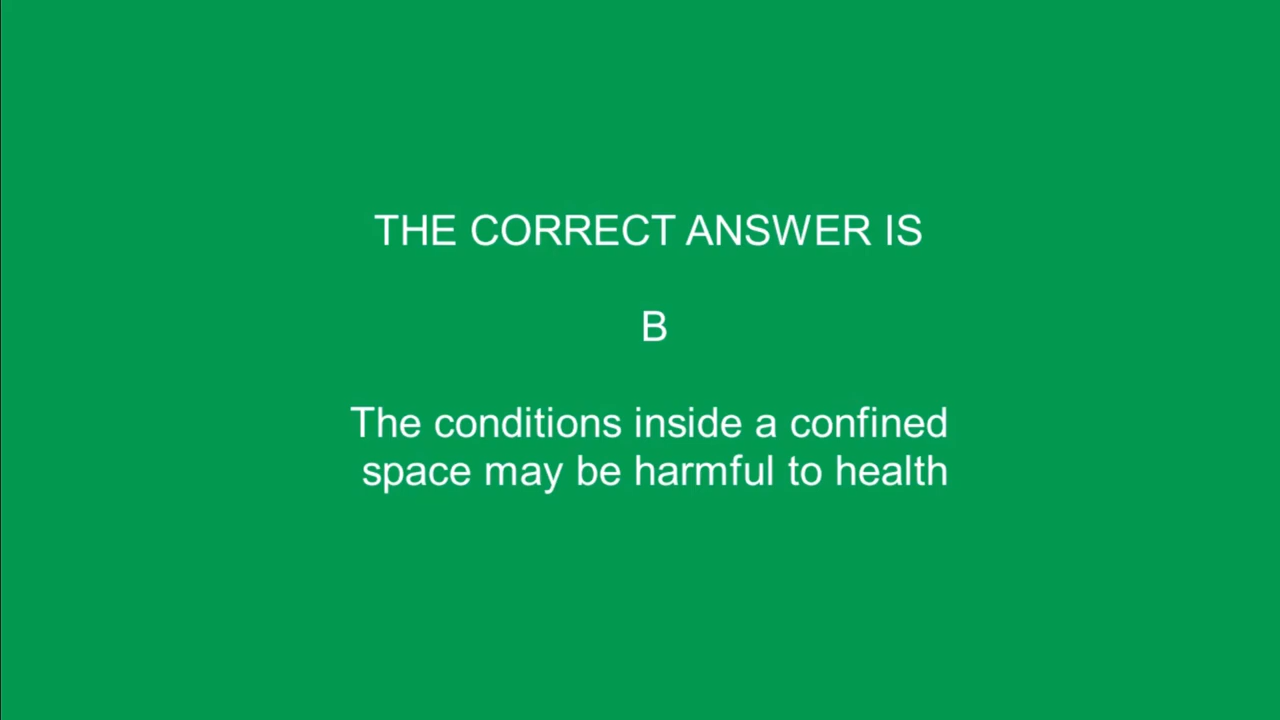 THE CORRECT ANSWER IS
B
The conditions inside a confined
space may be harmful to health